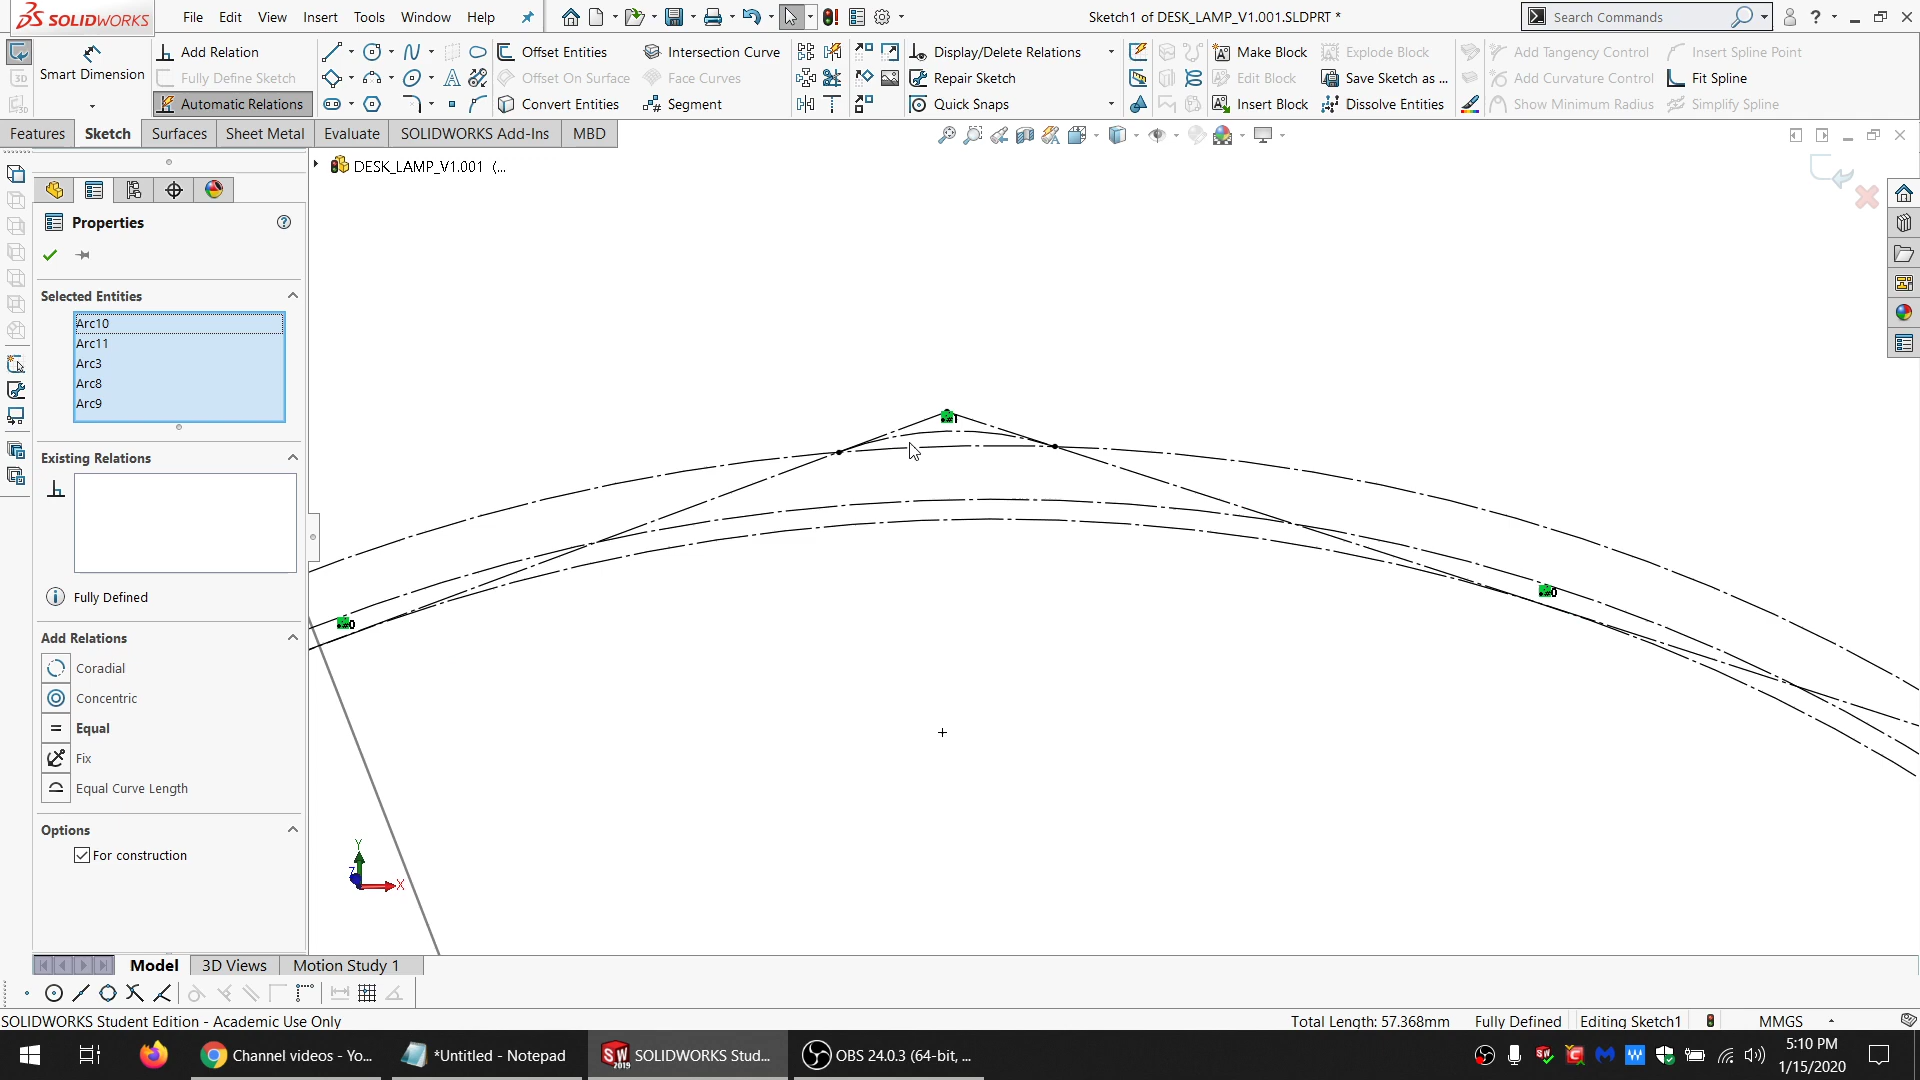 SOLIDWORKS
File Edit View Insert Tools Window Help
Sketch1 of DESK_LAMP_V1.001.SLDPRT *
Search Commands
Smart Dimension
Add Relation
Fully Define Sketch
Automatic Relations
Offset Entities
Offset On Surface
Convert Entities
Intersection Curve
Face Curves
Segment
Display/Delete Relations
Repair Sketch
Quick Snaps
Make Block
Edit Block
Insert Block
Explode Block
Save Sketch as ...
Dissolve Entities
Add Tangency Control
Add Curvature Control
Show Minimum Radius
Insert Spline Point
Fit Spline
Simplify Spline
Features Sketch Surfaces Sheet Metal Evaluate SOLIDWORKS Add-Ins MBD
DESK_LAMP_V1.001 (...
Properties
Selected Entities
Arc10
Arc11
Arc3
Arc8
Arc9
Existing Relations
Fully Defined
Add Relations
Coradial
Concentric
Equal
Fix
Equal Curve Length
Options
For construction
1
0
0
Y
Z
X
Model 3D Views Motion Study 1
SOLIDWORKS Student Edition - Academic Use Only
Total Length: 57.368mm Fully Defined Editing Sketch1 MMGS
Channel videos - Yo...
*Untitled - Notepad
SW 2019 SOLIDWORKS Stud...
OBS 24.0.3 (64-bit, ...
5:10 PM
1/15/2020